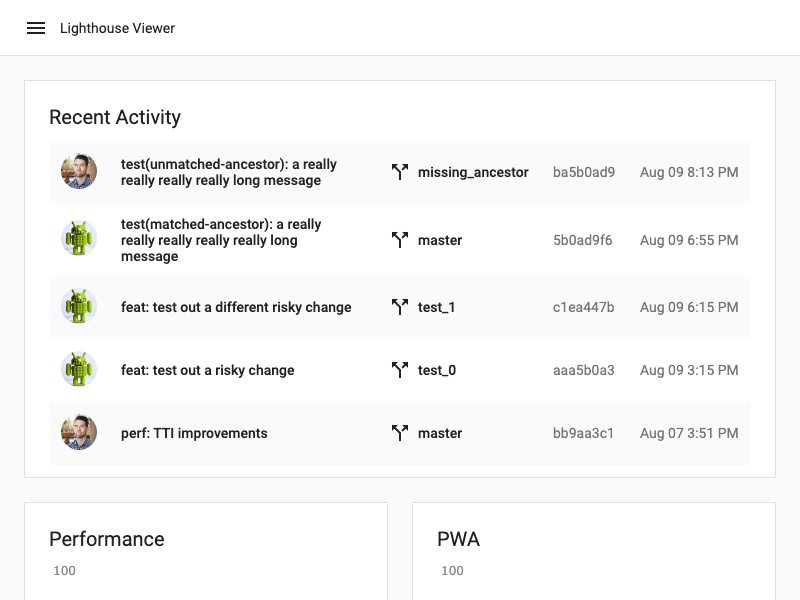 Lighthouse Viewer
Recent Activity
test(unmatched-ancestor): a really
really really really long message
missing_ancestor
ba5b0ad9
Aug 09 8:13 PM
test(matched-ancestor): a really
really really really really long
message
master
5b0ad9f6
Aug 09 6:55 PM
feat: test out a different risky change
test_1
c1ea447b
Aug 09 6:15 PM
feat: test out a risky change
test_0
aaa5b0a3
Aug 09 3:15 PM
perf: TTI improvements
master
bb9aa3c1
Aug 07 3:51 PM
Performance
100
PWA
100